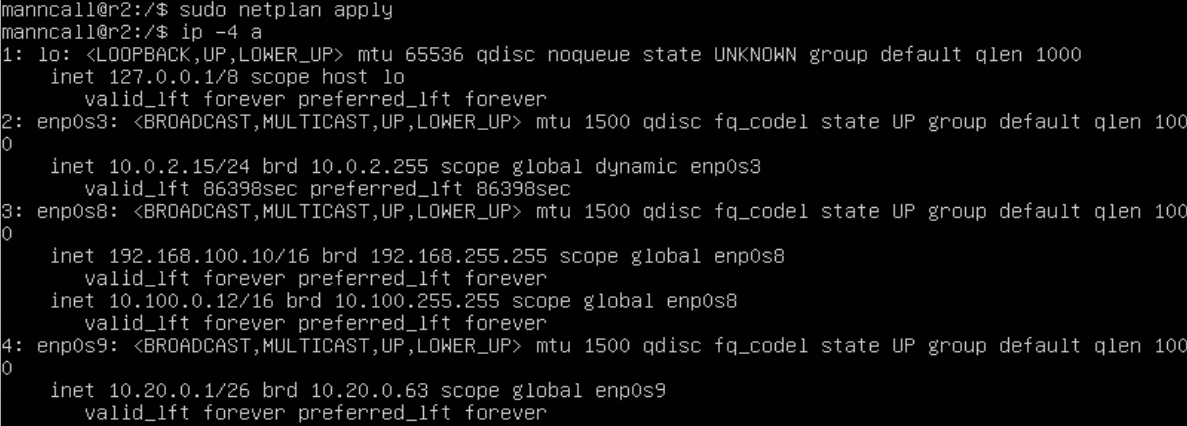 manncall@r2:/$ sudo netplan apply
manncall@r2:/$ ip -4 a
1: lo: <LOOPBACK,UP,LOWER_UP> mtu 65536 qdisc noqueue state UNKNOWN group default qlen 1000
    inet 127.0.0.1/8 scope host lo
       valid_lft forever preferred_lft forever
2: enp0s3: <BROADCAST,MULTICAST,UP,LOWER_UP> mtu 1500 qdisc fq_codel state UP group default qlen 100
0
    inet 10.0.2.15/24 brd 10.0.2.255 scope global dynamic enp0s3
       valid_lft 86398sec preferred_lft 86398sec
3: enp0s8: <BROADCAST,MULTICAST,UP,LOWER_UP> mtu 1500 qdisc fq_codel state UP group default qlen 100
0
    inet 192.168.100.10/16 brd 192.168.255.255 scope global enp0s8
       valid_lft forever preferred_lft forever
    inet 10.100.0.12/16 brd 10.100.255.255 scope global enp0s8
       valid_lft forever preferred_lft forever
4: enp0s9: <BROADCAST,MULTICAST,UP,LOWER_UP> mtu 1500 qdisc fq_codel state UP group default qlen 100
0
    inet 10.20.0.1/26 brd 10.20.0.63 scope global enp0s9
       valid_lft forever preferred_lft forever